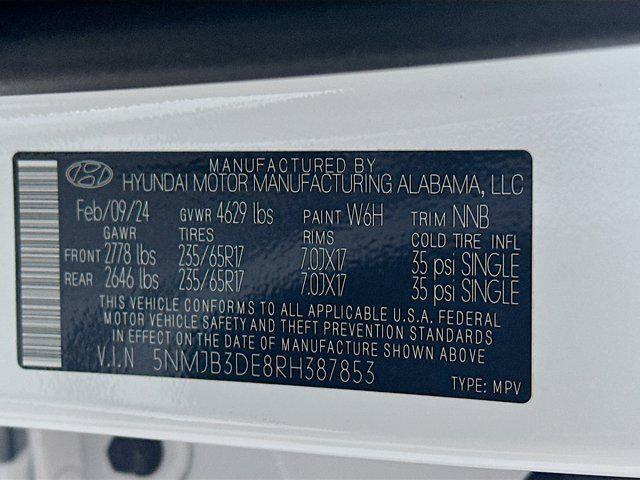 MANUFACTURED BY
HYUNDAI MOTOR MANUFACTURING ALABAMA, LLC
Feb/09/24 GVWR 4629 lbs PAINT W6H TRIM NNB
GAWR TIRES RIMS COLD TIRE INFL
FRONT 2778 lbs 235/65R17 7.0JX17 35 psi SINGLE
REAR 2646 lbs 235/65R17 7.0JX17 35 psi SINGLE
THIS VEHICLE CONFORMS TO ALL APPLICABLE U.S.A. FEDERAL
MOTOR VEHICLE SAFETY AND THEFT PREVENTION STANDARDS
IN EFFECT ON THE DATE OF MANUFACTURE SHOWN ABOVE.
V.I.N 5NMJB3DE8RH387853
TYPE: MPV